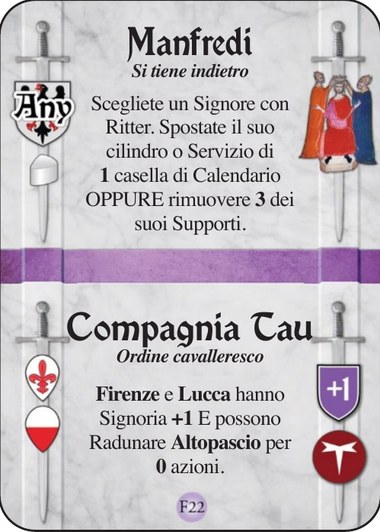 Manfredi
Si tiene indietro
Any
Scegliete un Signore con
Ritter. Spostate il suo
cilindro o Servizio di
1 casella di Calendario
OPPURE rimuovere 3 dei
suoi Supporti.
Compagnia Tau
Ordine cavalleresco
Firenze e Lucca hanno
Signoria +1 E possono
Radunare Altopascio per
0 azioni.
+1
F22